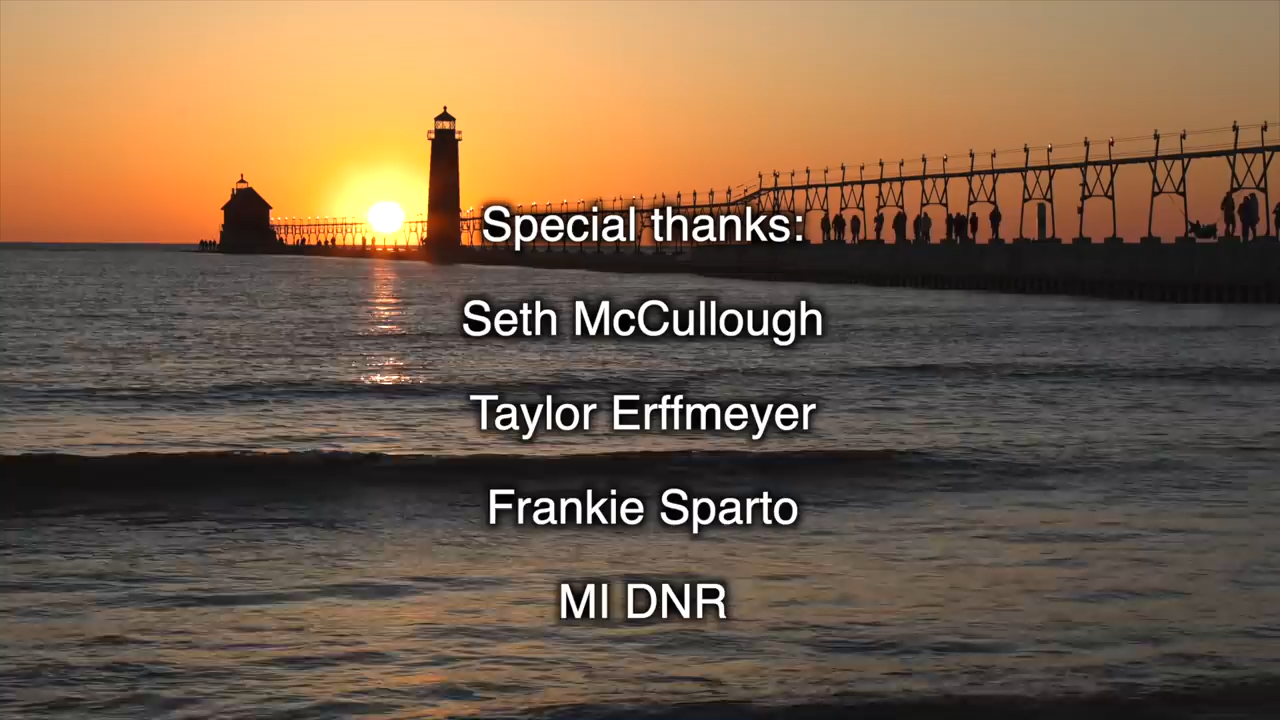 Special thanks:
Seth McCullough
Taylor Erffmeyer
Frankie Sparto
MI DNR